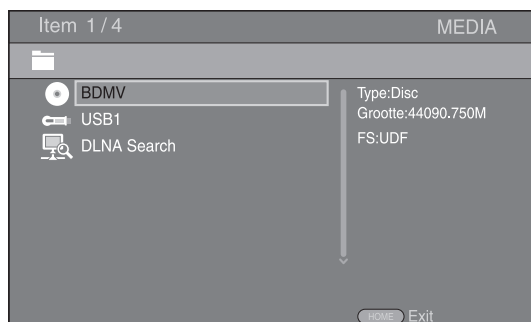 Item 1/4
MEDIA
BDMV
USB1
DLNA Search
Type:Disc
Grootte:44090.750M
FS:UDF
HOME Exit